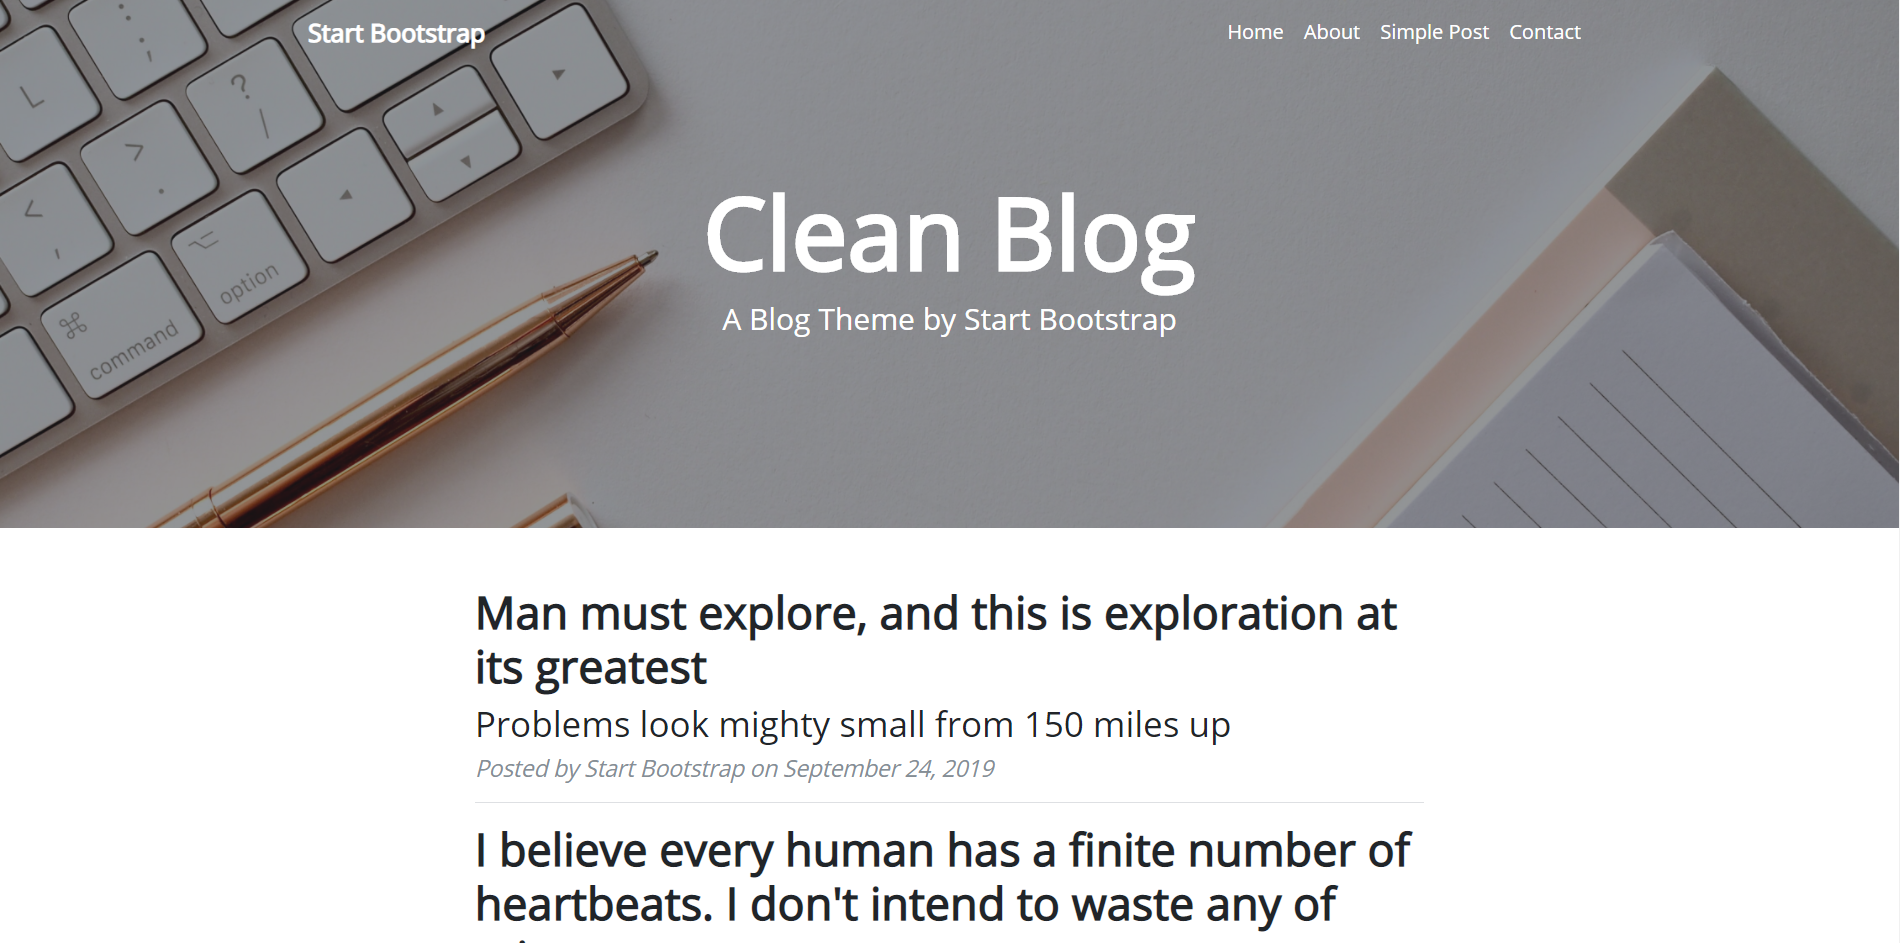 Start Bootstrap
Home About Simple Post Contact
L
?
/
>
.
<
,
option
command
Clean Blog
A Blog Theme by Start Bootstrap
Man must explore, and this is exploration at
its greatest
Problems look mighty small from 150 miles up
Posted by Start Bootstrap on September 24, 2019
I believe every human has a finite number of
heartbeats. I don't intend to waste any of